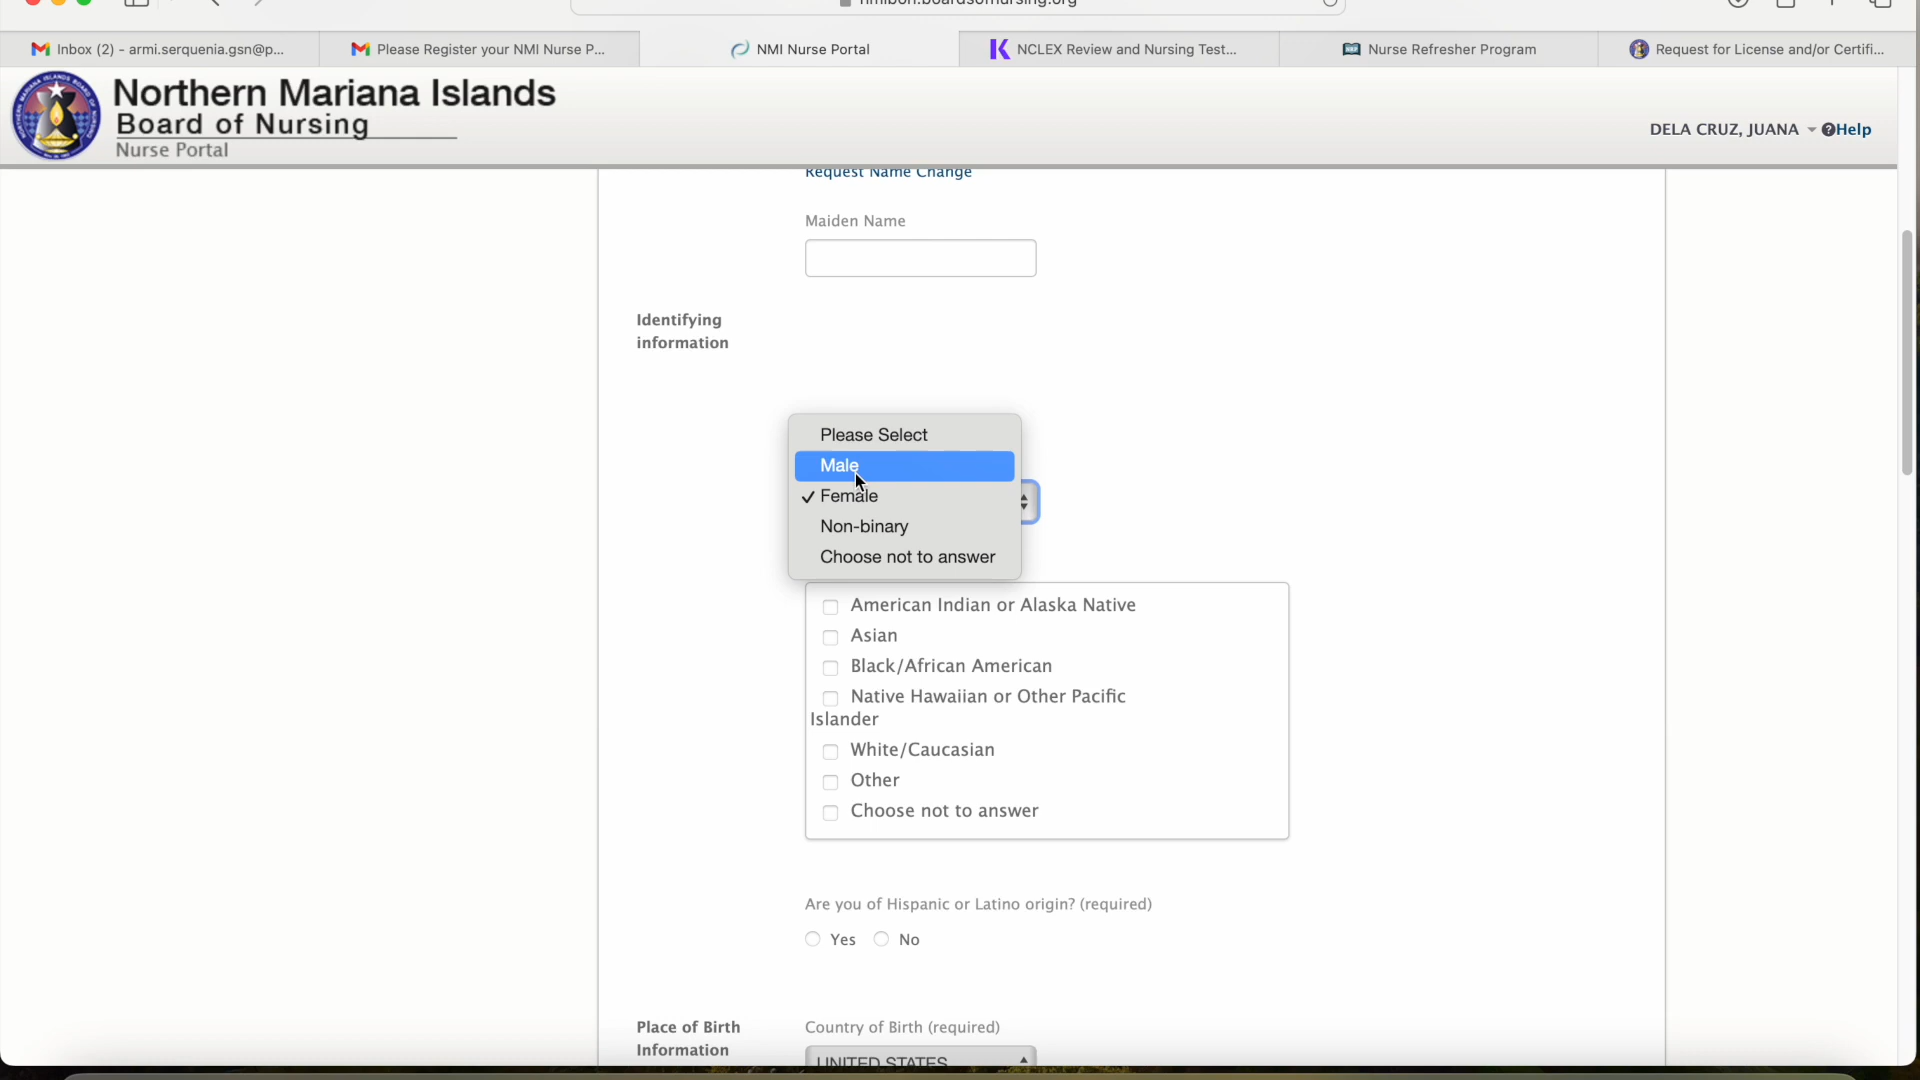 nmibon.boardsofnursing.org
Inbox (2) - armi.serquenia.gsn@p...
Please Register your NMI Nurse P...
NMI Nurse Portal
NCLEX Review and Nursing Test...
Nurse Refresher Program
Request for License and/or Certifi...
Northern Mariana Islands
Board of Nursing
Nurse Portal
DELA CRUZ, JUANA
Help
Request Name Change
Maiden Name
Identifying
information
Please Select
Male
Female
Non-binary
Choose not to answer
American Indian or Alaska Native
Asian
Black/African American
Native Hawaiian or Other Pacific
Islander
White/Caucasian
Other
Choose not to answer
Are you of Hispanic or Latino origin? (required)
Yes No
Place of Birth
Information
Country of Birth (required)
UNITED STATES